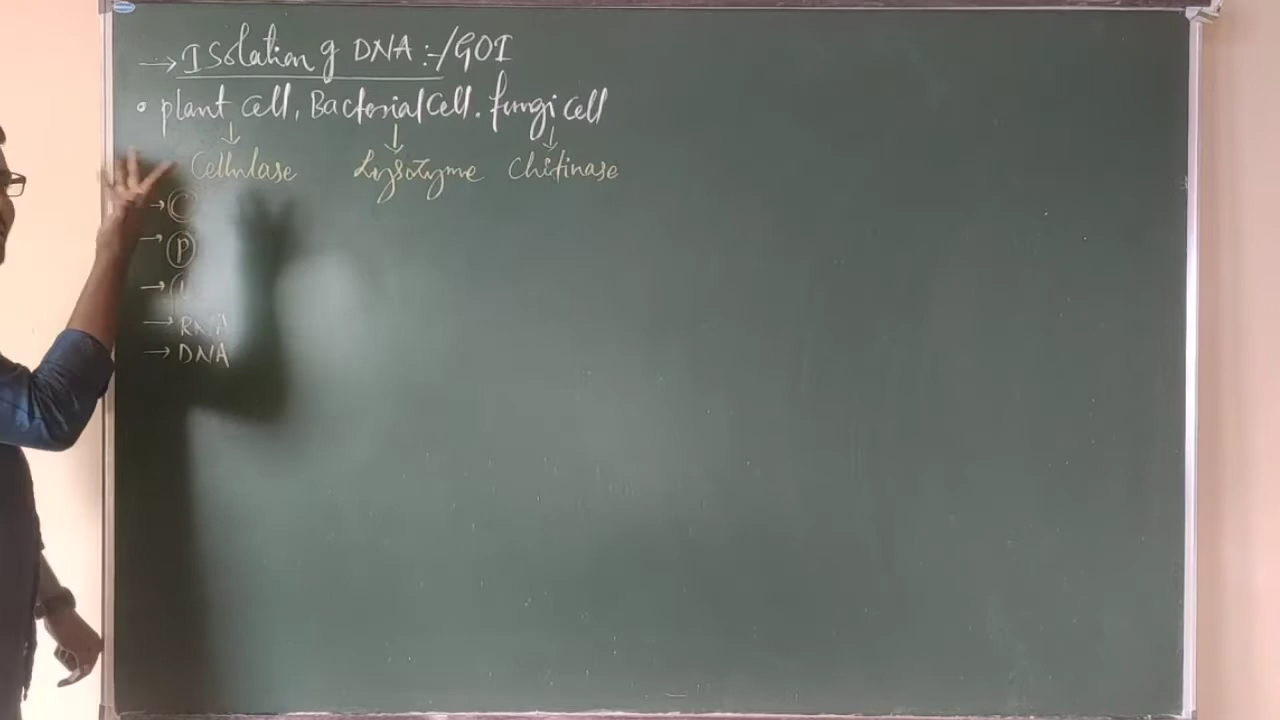 → Isolation of DNA :-/GOI
• plant cell, Bacterial cell. fungi cell
↓ ↓ ↓
Cellulase Lysozyme Chitinase
→ C
→ P
→ L
→ RNA
→ DNA